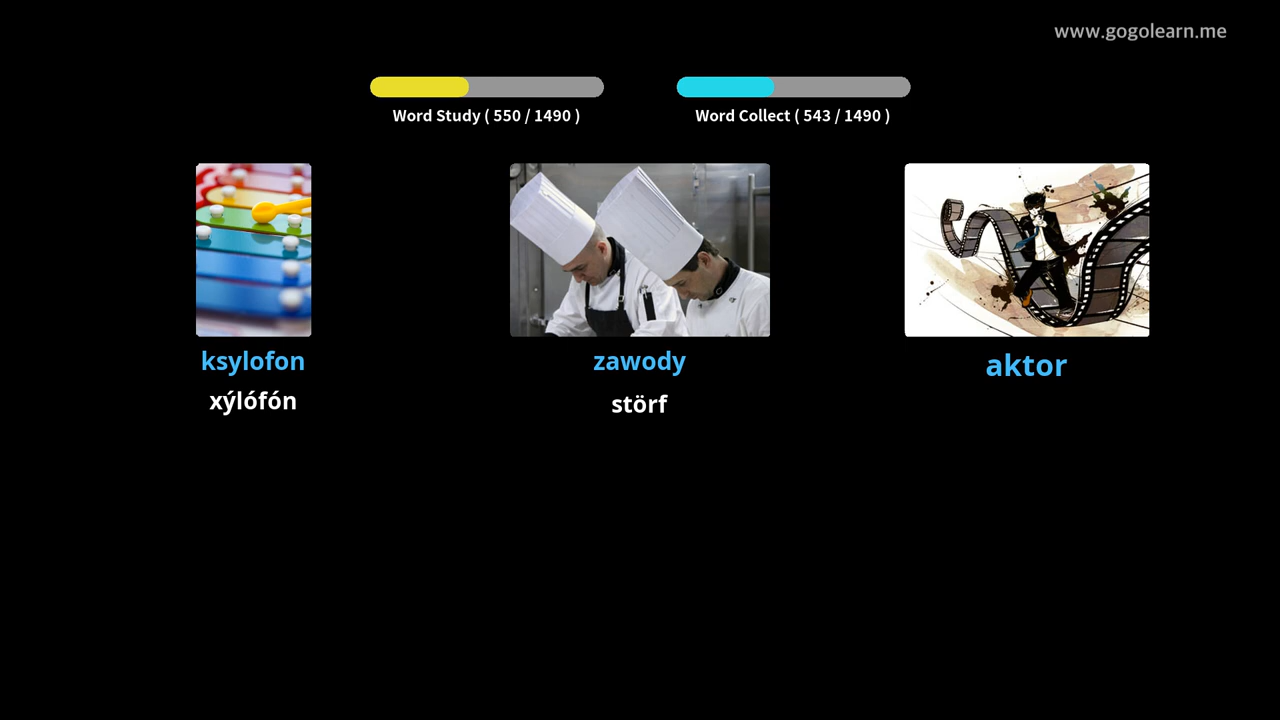 www.gogolearn.me
Word Study ( 550 / 1490 )
Word Collect ( 543 / 1490 )
ksylofon
xýlófón
zawody
störf
aktor